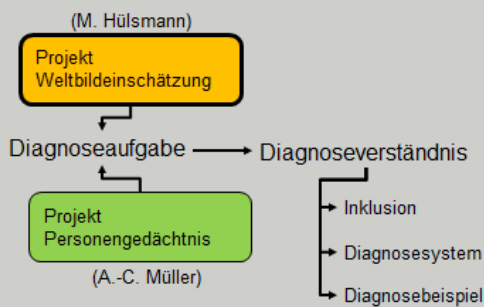 (M. Hülsmann)
Projekt
Weltbildeinschätzung
Diagnoseaufgabe
Diagnoseverständnis
Projekt
Personengedächtnis
(A.-C. Müller)
Inklusion
Diagnosesystem
Diagnosebeispiel